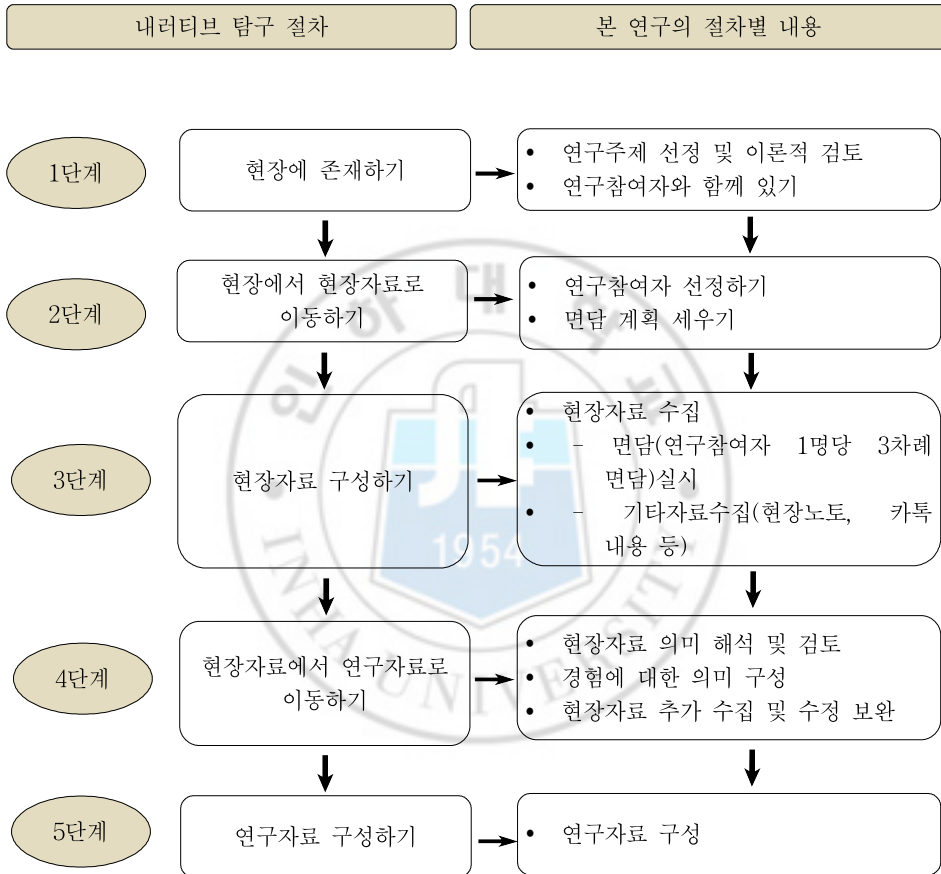 내러티브 탐구 절차
본 연구의 절차별 내용
1단계
현장에 존재하기
• 연구주제 선정 및 이론적 검토
• 연구참여자와 함께 있기
2단계
현장에서 현장자료로
이동하기
• 연구참여자 선정하기
• 면담 계획 세우기
3단계
현장자료 구성하기
• 현장자료 수집
• - 면담(연구참여자 1명당 3차례
면담)실시
• - 기타자료수집(현장노토, 카톡
내용 등)
4단계
현장자료에서 연구자료로
이동하기
• 현장자료 의미 해석 및 검토
• 경험에 대한 의미 구성
• 현장자료 추가 수집 및 수정 보완
5단계
연구자료 구성하기
• 연구자료 구성
인하대학교
1954
INHA UNIVERSITY